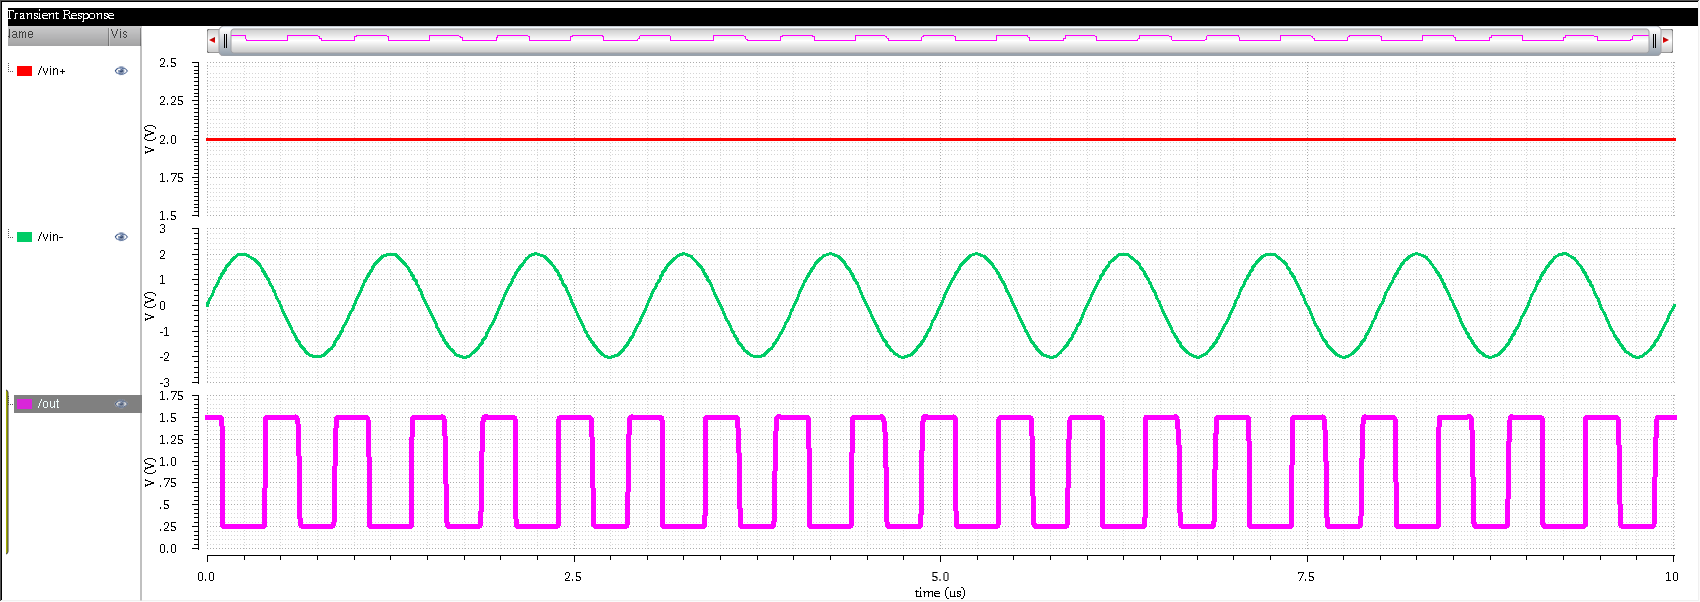 Transient Response
Name Vis
/vin+
2.5
2.25
2.0
1.75
1.5
V (V)
/vin-
3
2
1
0
-1
-2
-3
V (V)
/out
1.75
1.5
1.25
1.0
.75
.5
.25
0.0
V (V)
0.0 2.5 5.0 7.5 10
time (us)